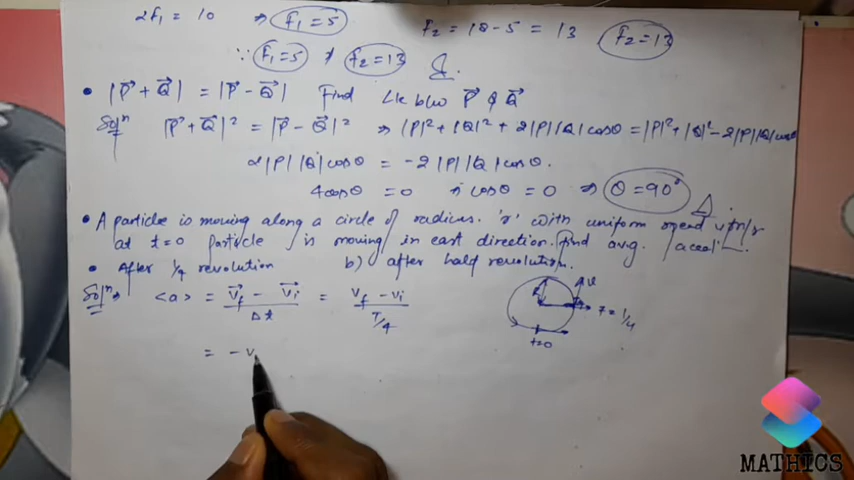 2F₁ = 10 ⇒ F₁ = 5 F₂ = 18 - 5 = 13 F₂ = 13
∵ F₁ = 5 & F₂ = 13
• |P⃗ + Q⃗| = |P⃗ - Q⃗| Find ∠le b/w P⃗ & Q⃗
Solⁿ |P⃗ + Q⃗|² = |P⃗ - Q⃗|² ⇒ |P|² + |Q|² + 2|P||Q|cosθ = |P|² + |Q|² - 2|P||Q|cosθ
2|P||Q|cosθ = -2|P||Q|cosθ.
4cosθ = 0 ⇒ cosθ = 0 ⇒ θ = 90°
• A particle is moving along a circle of radius 'r' with uniform speed v m/s
at t=0 particle is moving in east direction. find avg. accelⁿ.
• After 1/4 revolution b) after half revolution.
Solⁿ <a> = v⃗f - v⃗i / Δt = vf - vi / T/4
R v T = 1/4
t=0
= -v
MATHICS